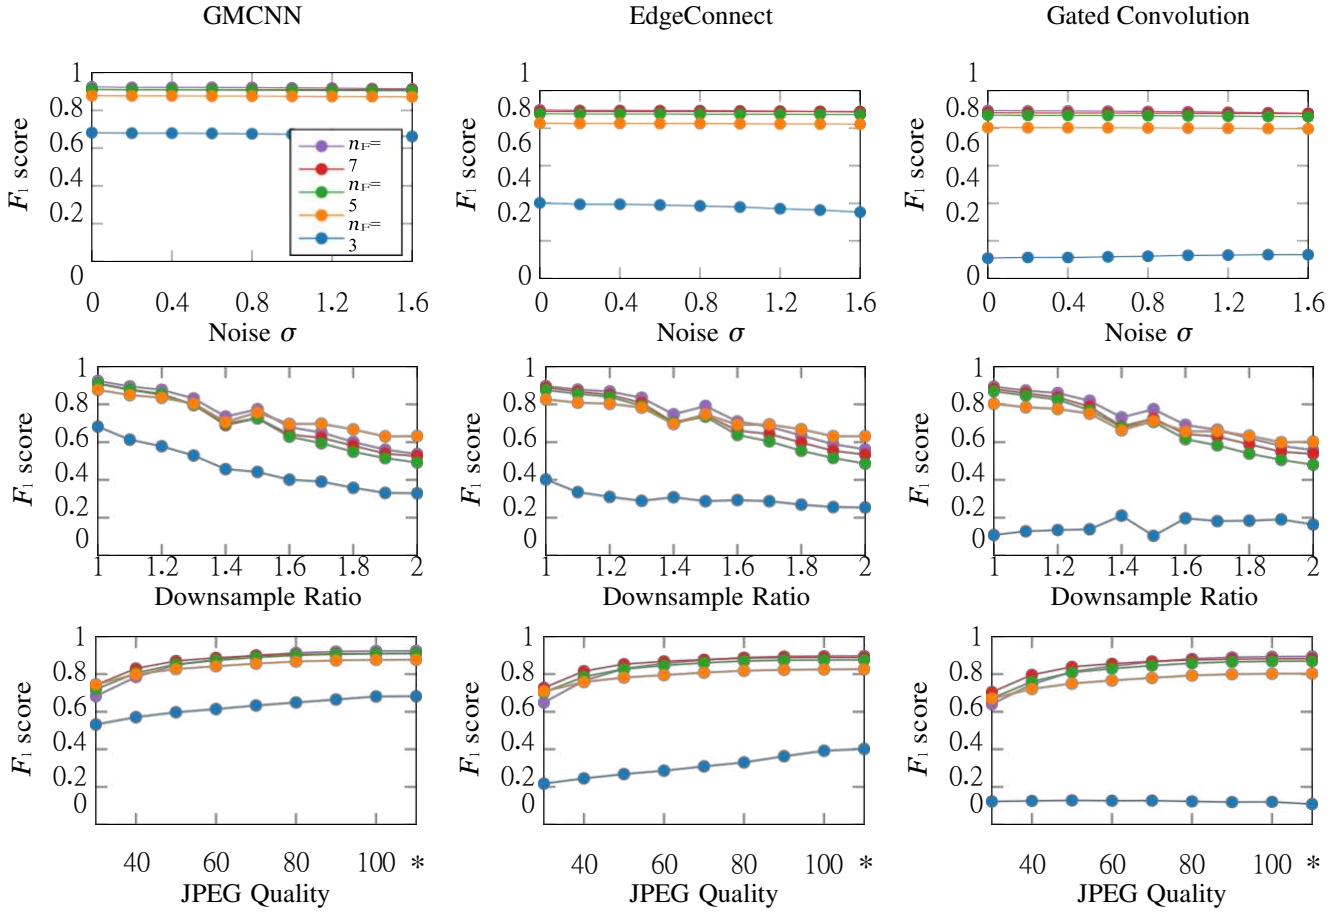 GMCNN EdgeConnect Gated Convolution
1 1 1
0.8 0.8 0.8
0.6 0.6 0.6
0.4 0.4 0.4
0.2 0.2 0.2
0 0 0
F1 score F1 score F1 score
nF=
7
nF=
5
nF=
3
0 0.4 0.8 1.2 1.6 0 0.4 0.8 1.2 1.6 0 0.4 0.8 1.2 1.6
Noise σ Noise σ Noise σ
1 1 1
0.8 0.8 0.8
0.6 0.6 0.6
0.4 0.4 0.4
0.2 0.2 0.2
0 0 0
F1 score F1 score F1 score
1 1.2 1.4 1.6 1.8 2 1 1.2 1.4 1.6 1.8 2 1 1.2 1.4 1.6 1.8 2
Downsample Ratio Downsample Ratio Downsample Ratio
1 1 1
0.8 0.8 0.8
0.6 0.6 0.6
0.4 0.4 0.4
0.2 0.2 0.2
0 0 0
F1 score F1 score F1 score
40 60 80 100 * 40 60 80 100 * 40 60 80 100 *
JPEG Quality JPEG Quality JPEG Quality